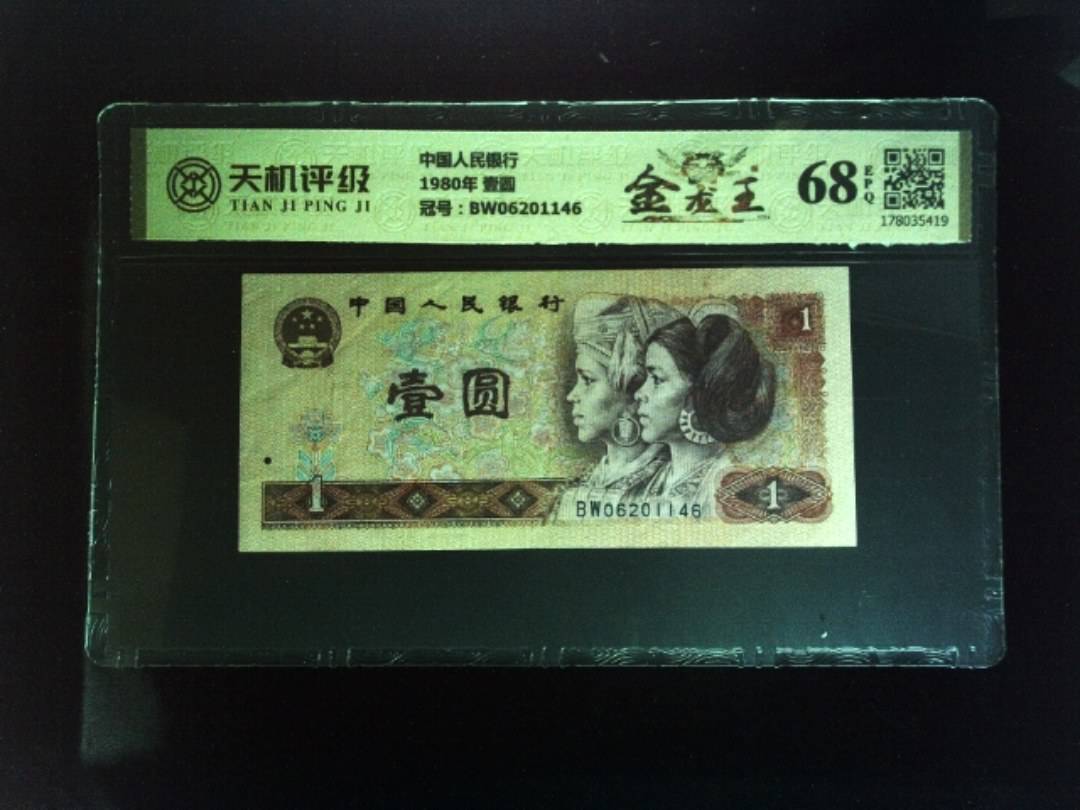 天机评级
TIAN JI PING JI
中国人民银行
1980年 壹圆
冠号：BW06201146
金龙王
68
EPQ
178035419
中国人民银行
1
壹圆
1
1
BW06201146